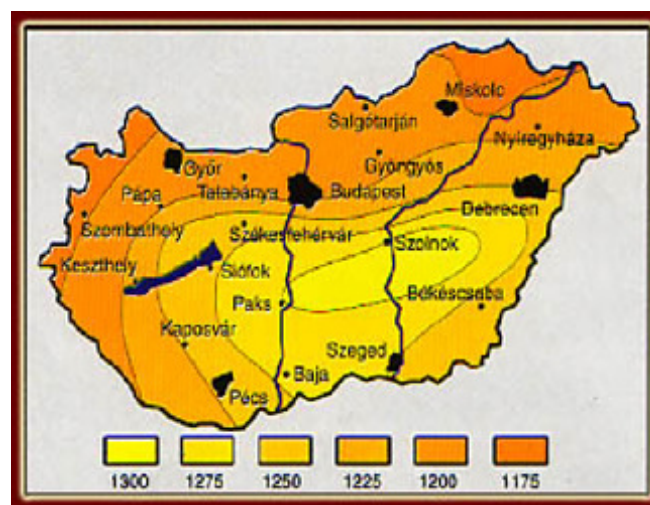 Miskolc
Salgótarján
Nyíregyháza
Győr
Gyöngyös
Tatabánya
Budapest
Pápa
Debrecen
Szombathely
Székesfehérvár
Szolnok
Keszthely
Siófok
Paks
Békéscsaba
Kaposvár
Szeged
Baja
Pécs
1300 1275 1250 1225 1200 1175